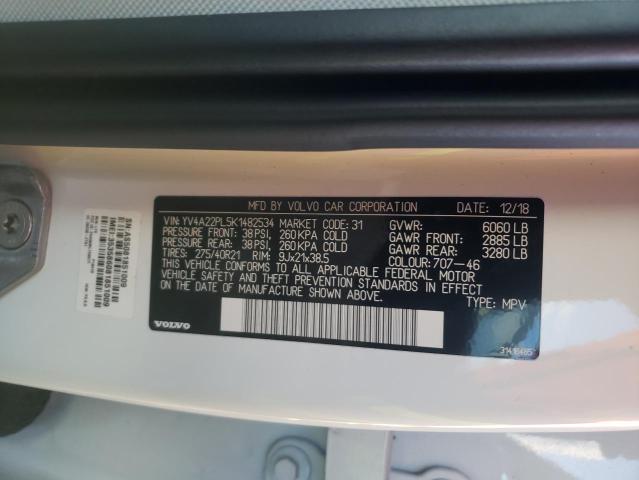 MFD BY VOLVO CAR CORPORATION DATE: 12/18
VIN: YV4A22PL5K1482534 MARKET CODE: 31
PRESSURE FRONT: 38 PSI, 260 KPA COLD
PRESSURE REAR: 38 PSI, 260 KPA COLD
TIRES: 275/40R21 RIM: 9Jx21x38.5
GVWR: 6060 LB
GAWR FRONT: 2885 LB
GAWR REAR: 3280 LB
COLOUR: 707-46
THIS VEHICLE CONFORMS TO ALL APPLICABLE FEDERAL MOTOR
VEHICLE SAFETY AND THEFT PREVENTION STANDARDS IN EFFECT
ON THE DATE OF MANUFACTURE SHOWN ABOVE.
TYPE: MPV
VOLVO
31416465